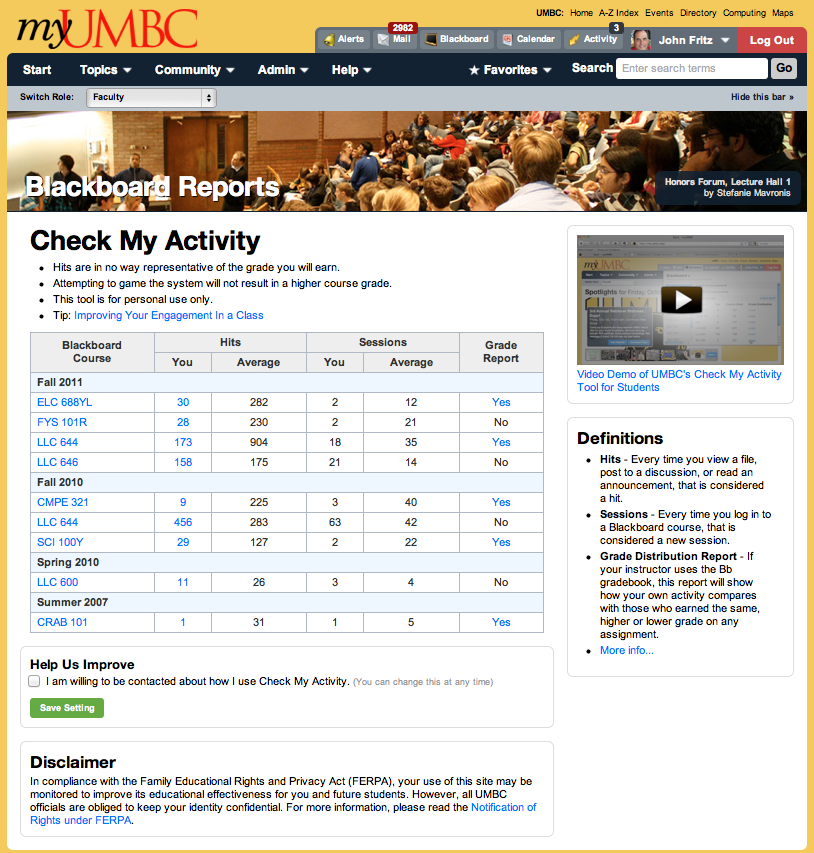 myUMBC
UMBC: Home A-Z Index Events Directory Computing Maps
2982 3
Alerts Mail Blackboard Calendar Activity John Fritz Log Out
Start Topics Community Admin Help ★ Favorites Search Enter search terms Go
Switch Role: Faculty Hide this bar »
Blackboard Reports
Honors Forum, Lecture Hall 1
by Stefanie Mavronis
Check My Activity
• Hits are in no way representative of the grade you will earn.
• Attempting to game the system will not result in a higher course grade.
• This tool is for personal use only.
• Tip: Improving Your Engagement In a Class
Blackboard Course Hits Sessions Grade Report
You Average You Average
Fall 2011
ELC 688YL 30 282 2 12 Yes
FYS 101R 28 230 2 21 No
LLC 644 173 904 18 35 Yes
LLC 646 158 175 21 14 No
Fall 2010
CMPE 321 9 225 3 40 Yes
LLC 644 456 283 63 42 No
SCI 100Y 29 127 2 22 Yes
Spring 2010
LLC 600 11 26 3 4 No
Summer 2007
CRAB 101 1 31 1 5 Yes
Help Us Improve
I am willing to be contacted about how I use Check My Activity. (You can change this at any time)
Save Setting
Disclaimer
In compliance with the Family Educational Rights and Privacy Act (FERPA), your use of this site may be
monitored to improve its educational effectiveness for you and future students. However, all UMBC
officials are obliged to keep your identity confidential. For more information, please read the Notification of
Rights under FERPA.
myUMBC
Spotlights for Friday, October
Video Demo of UMBC's Check My Activity
Tool for Students
Definitions
• Hits - Every time you view a file,
post to a discussion, or read an
announcement, that is considered
a hit.
• Sessions - Every time you log in to
a Blackboard course, that is
considered a new session.
• Grade Distribution Report - If
your instructor uses the Bb
gradebook, this report will show
how your own activity compares
with those who earned the same,
higher or lower grade on any
assignment.
• More info...